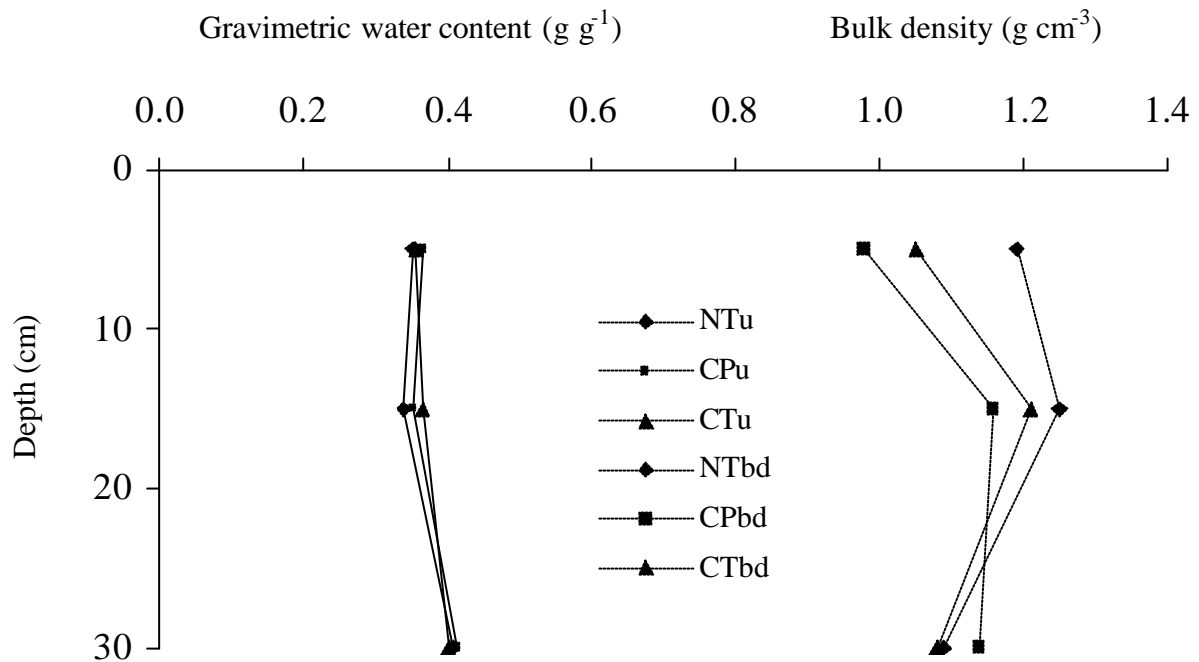 Gravimetric water content (g g⁻¹) Bulk density (g cm⁻³)
0.0 0.2 0.4 0.6 0.8 1.0 1.2 1.4
0
10
20
30
Depth (cm)
NTu
CPu
CTu
NTbd
CPbd
CTbd